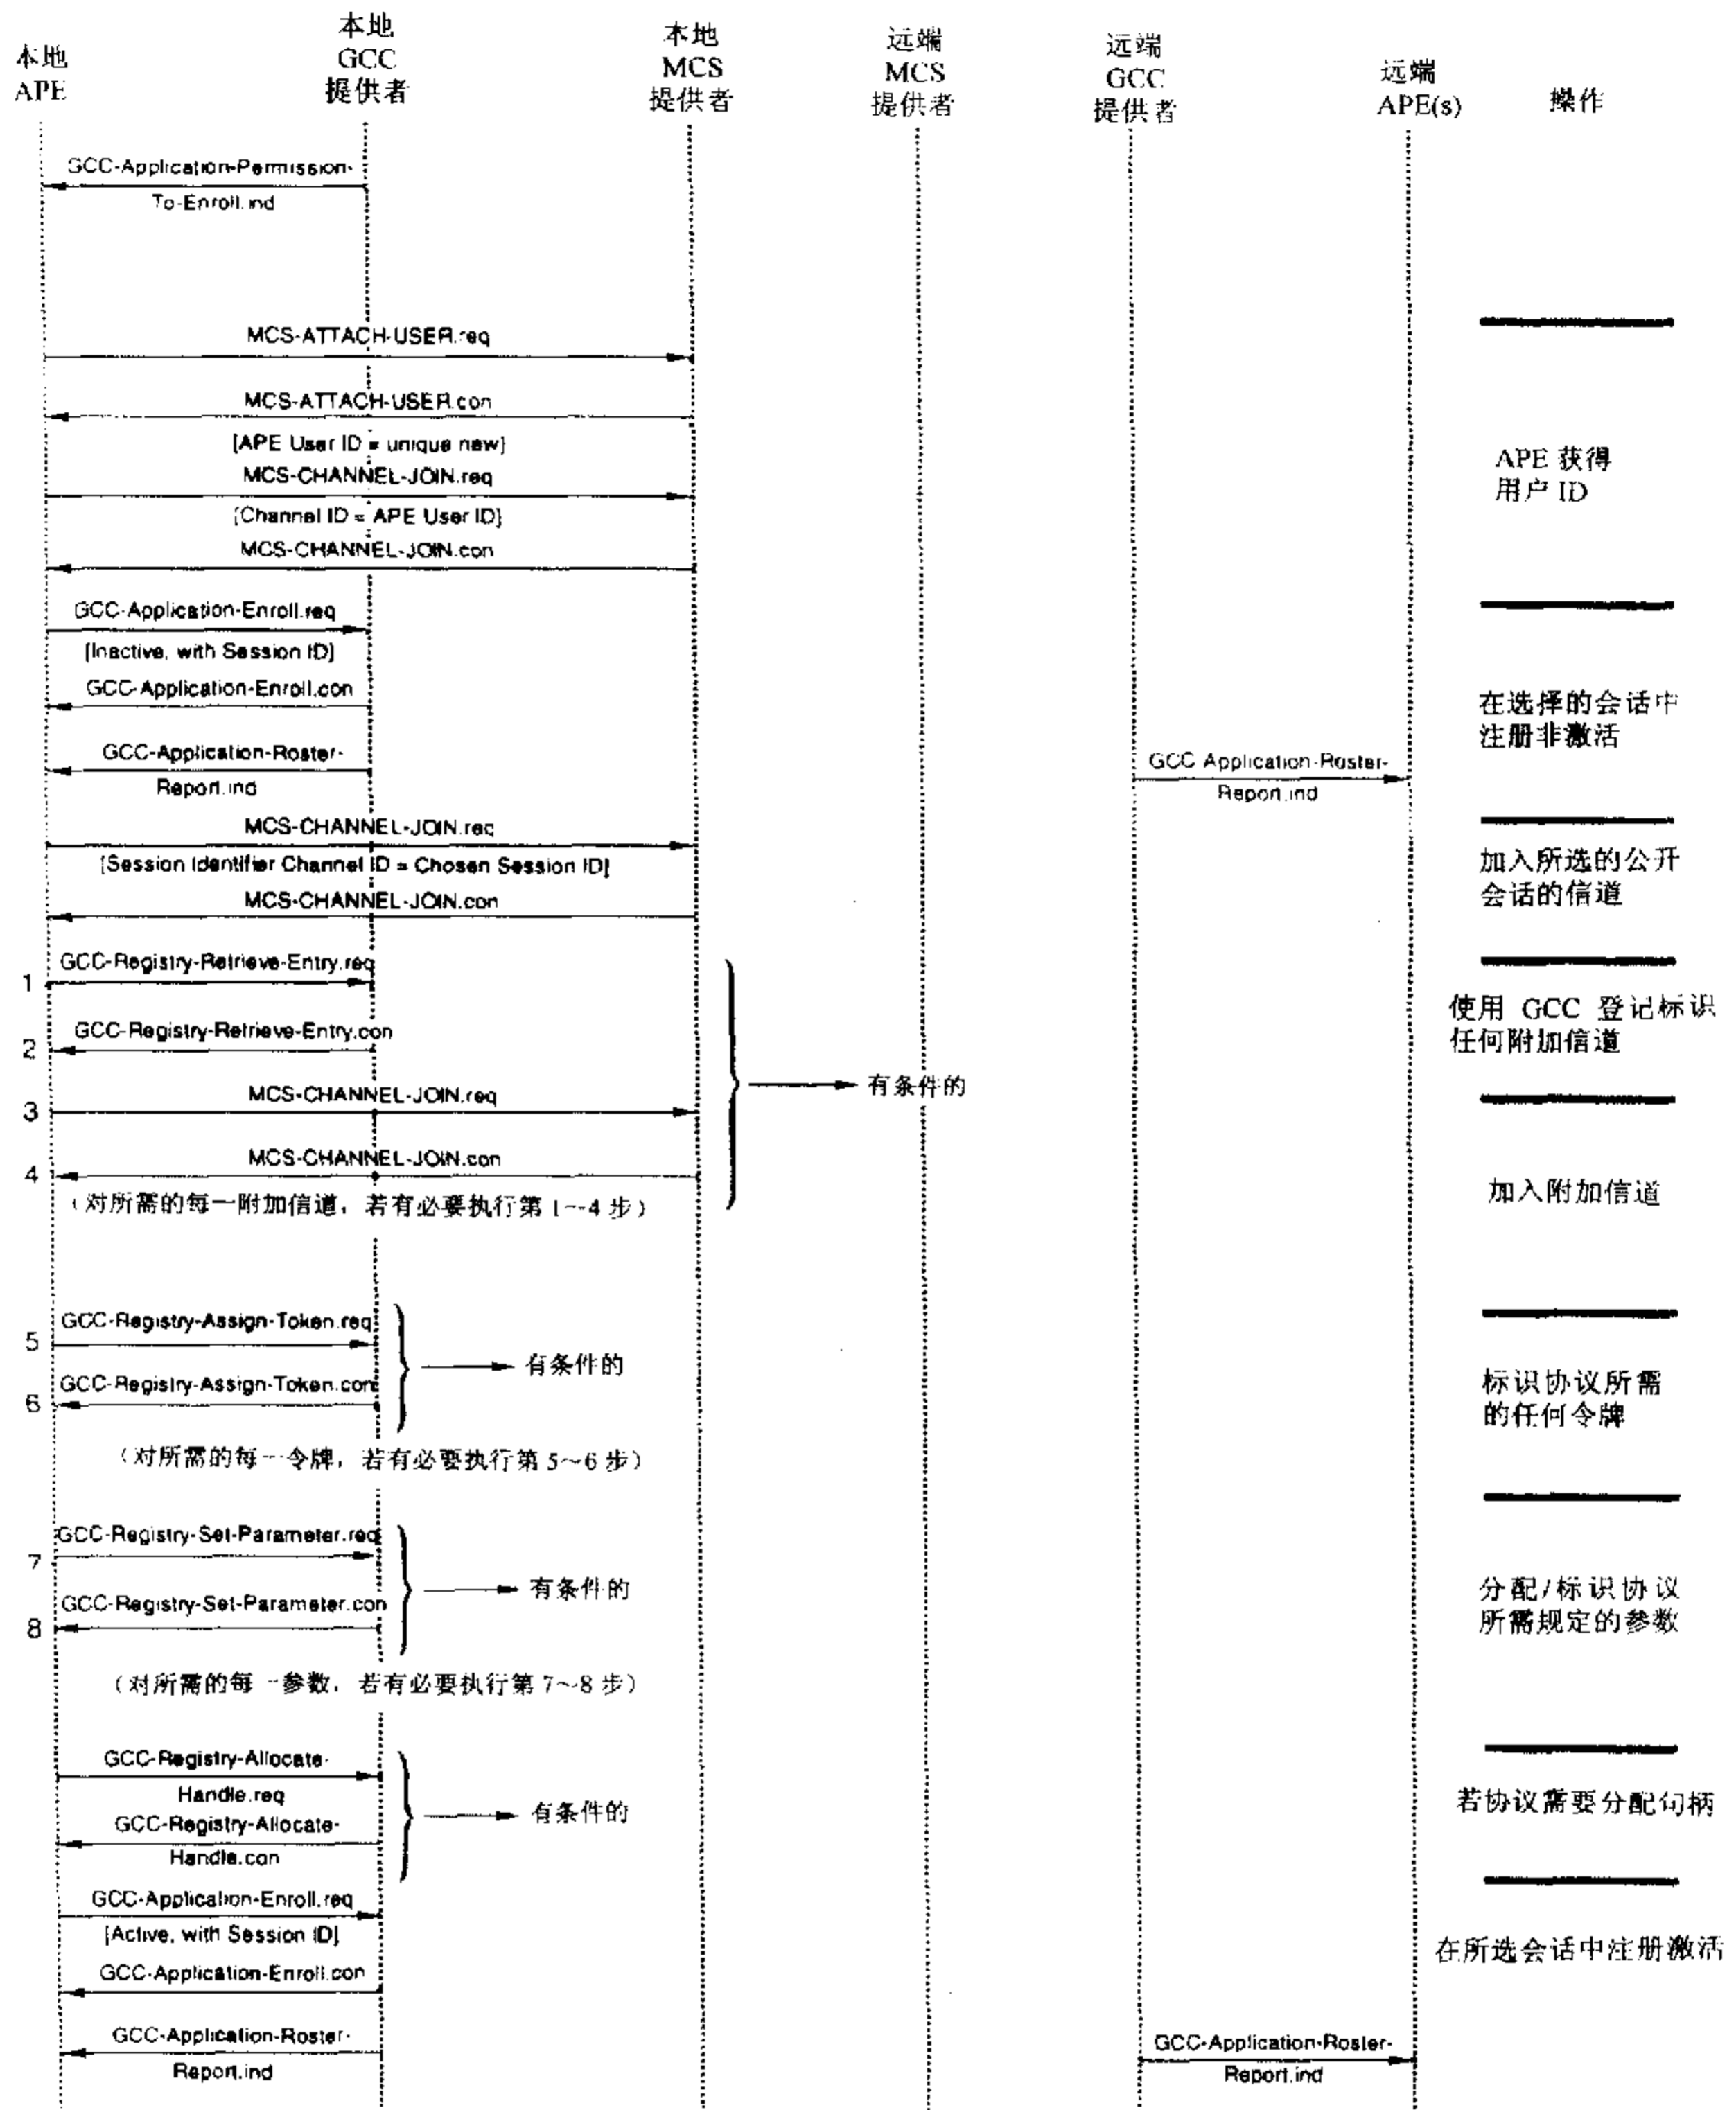 本地
APE
本地
GCC
提供者
本地
MCS
提供者
远端
MCS
提供者
远端
GCC
提供者
远端
APE(s)
操作
GCC-Application-Permission-
To-Enroll.ind
MCS-ATTACH-USER.req
MCS-ATTACH-USER.con
[APE User ID = unique new]
MCS-CHANNEL-JOIN.req
[Channel ID = APE User ID]
MCS-CHANNEL-JOIN.con
APE 获得
用户 ID
GCC-Application-Enroll.req
[Inactive, with Session ID]
GCC-Application-Enroll.con
GCC-Application-Roster-
Report.ind
GCC Application-Roster-
Report.ind
在选择的会话中
注册非激活
MCS-CHANNEL-JOIN.req
[Session Identifier Channel ID = Chosen Session ID]
MCS-CHANNEL-JOIN.con
加入所选的公开
会话的信道
1
GCC-Registry-Retrieve-Entry.req
2
GCC-Registry-Retrieve-Entry.con
使用 GCC 登记标识
任何附加信道
3
MCS-CHANNEL-JOIN.req
有条件的
4
MCS-CHANNEL-JOIN.con
(对所需的每一附加信道,若有必要执行第 1~4 步)
加入附加信道
5
GCC-Registry-Assign-Token.req
有条件的
6
GCC-Registry-Assign-Token.con
(对所需的每一令牌,若有必要执行第 5~6 步)
标识协议所需
的任何令牌
7
GCC-Registry-Set-Parameter.req
有条件的
8
GCC-Registry-Set-Parameter.con
(对所需的每一参数,若有必要执行第 7~8 步)
分配/标识协议
所需规定的参数
GCC-Registry-Allocate-
Handle.req
有条件的
GCC-Registry-Allocate-
Handle.con
若协议需要分配句柄
GCC-Application-Enroll.req
[Active, with Session ID]
GCC-Application-Enroll.con
在所选会话中注册激活
GCC-Application-Roster-
Report.ind
GCC-Application-Roster-
Report.ind